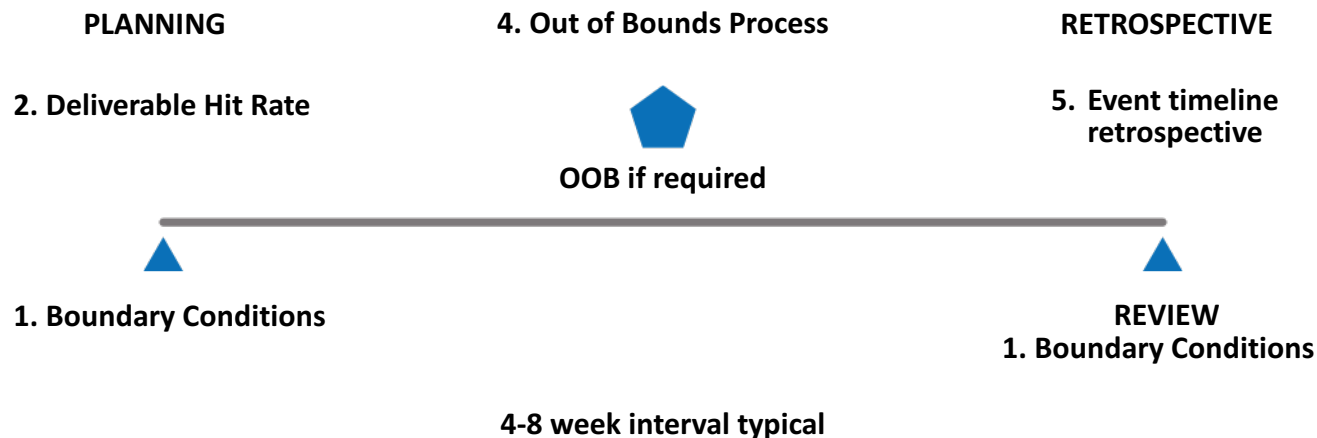 PLANNING
4. Out of Bounds Process
RETROSPECTIVE
2. Deliverable Hit Rate
5. Event timeline
retrospective
OOB if required
1. Boundary Conditions
REVIEW
1. Boundary Conditions
4-8 week interval typical